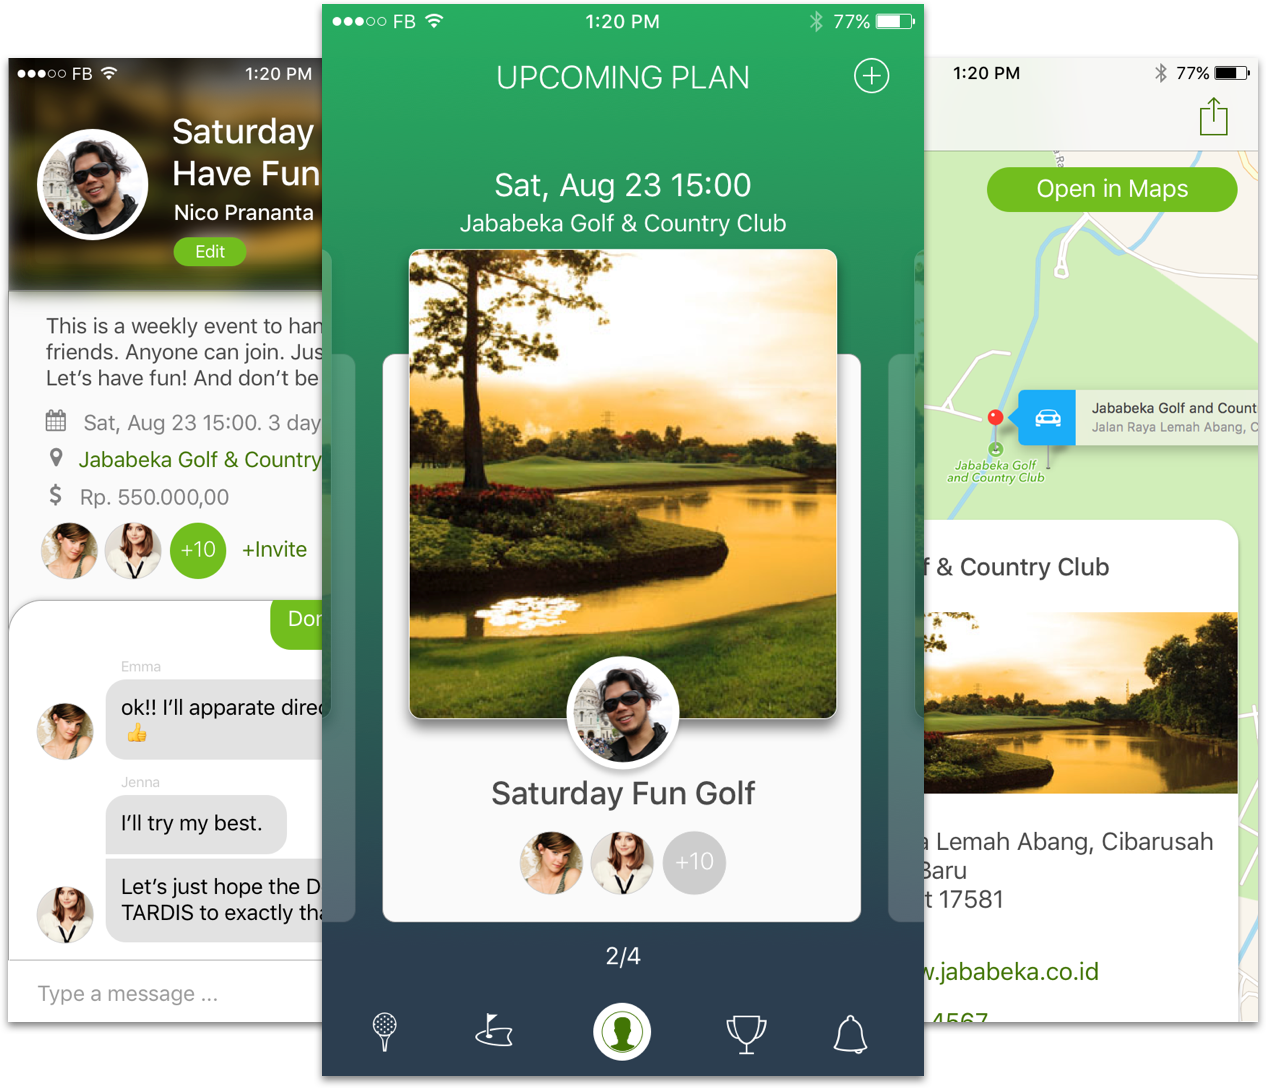 FB
1:20 PM
Saturday
Have Fun
Nico Prananta
Edit
This is a weekly event to han
friends. Anyone can join. Jus
Let's have fun! And don't be
Sat, Aug 23 15:00. 3 day
Jababeka Golf & Country
$ Rp. 550.000,00
+10
+Invite
Don
Emma
ok!! I'll apparate direc
Jenna
I'll try my best.
Let's just hope the D
TARDIS to exactly tha
Type a message ...
FB
1:20 PM
77%
UPCOMING PLAN
Sat, Aug 23 15:00
Jababeka Golf & Country Club
Saturday Fun Golf
+10
2/4
1:20 PM
77%
Open in Maps
Jababeka Golf and Count
Jalan Raya Lemah Abang, C
Jababeka Golf
and Country Club
f & Country Club
a Lemah Abang, Cibarusah
Baru
t 17581
w.jababeka.co.id
4567